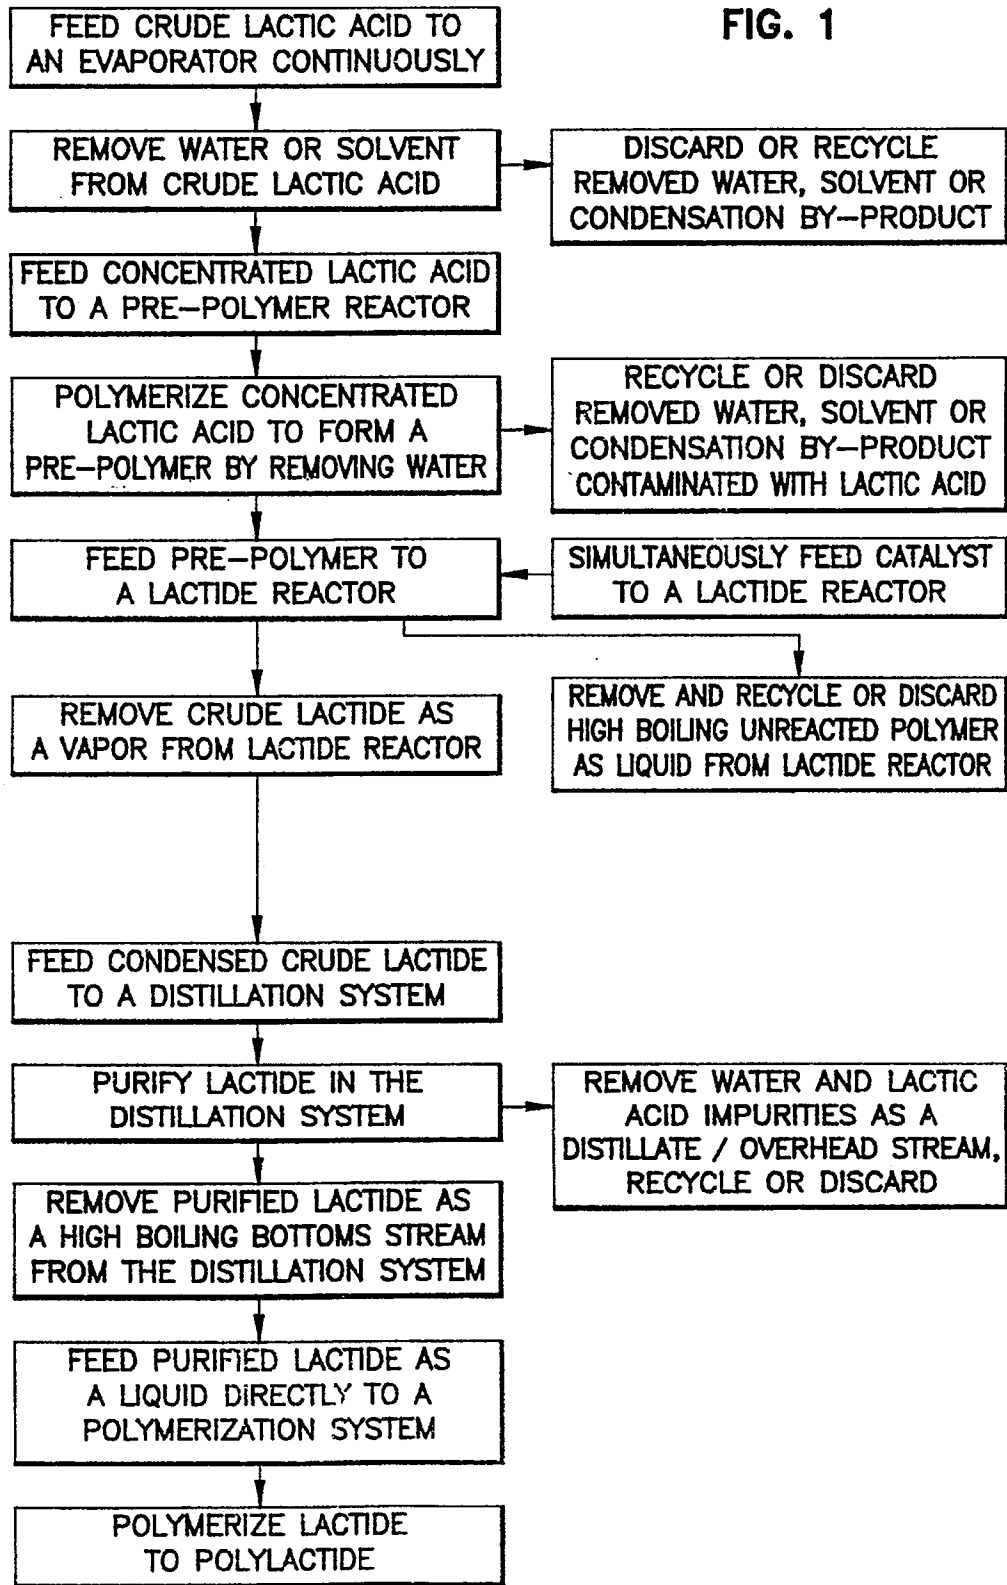 FIG. 1
FEED CRUDE LACTIC ACID TO
AN EVAPORATOR CONTINUOUSLY
REMOVE WATER OR SOLVENT
FROM CRUDE LACTIC ACID
DISCARD OR RECYCLE
REMOVED WATER, SOLVENT OR
CONDENSATION BY-PRODUCT
FEED CONCENTRATED LACTIC ACID
TO A PRE-POLYMER REACTOR
POLYMERIZE CONCENTRATED
LACTIC ACID TO FORM A
PRE-POLYMER BY REMOVING WATER
RECYCLE OR DISCARD
REMOVED WATER, SOLVENT OR
CONDENSATION BY-PRODUCT
CONTAMINATED WITH LACTIC ACID
FEED PRE-POLYMER TO
A LACTIDE REACTOR
SIMULTANEOUSLY FEED CATALYST
TO A LACTIDE REACTOR
REMOVE CRUDE LACTIDE AS
A VAPOR FROM LACTIDE REACTOR
REMOVE AND RECYCLE OR DISCARD
HIGH BOILING UNREACTED POLYMER
AS LIQUID FROM LACTIDE REACTOR
FEED CONDENSED CRUDE LACTIDE
TO A DISTILLATION SYSTEM
PURIFY LACTIDE IN THE
DISTILLATION SYSTEM
REMOVE WATER AND LACTIC
ACID IMPURITIES AS A
DISTILLATE / OVERHEAD STREAM,
RECYCLE OR DISCARD
REMOVE PURIFIED LACTIDE AS
A HIGH BOILING BOTTOMS STREAM
FROM THE DISTILLATION SYSTEM
FEED PURIFIED LACTIDE AS
A LIQUID DIRECTLY TO A
POLYMERIZATION SYSTEM
POLYMERIZE LACTIDE
TO POLYLACTIDE